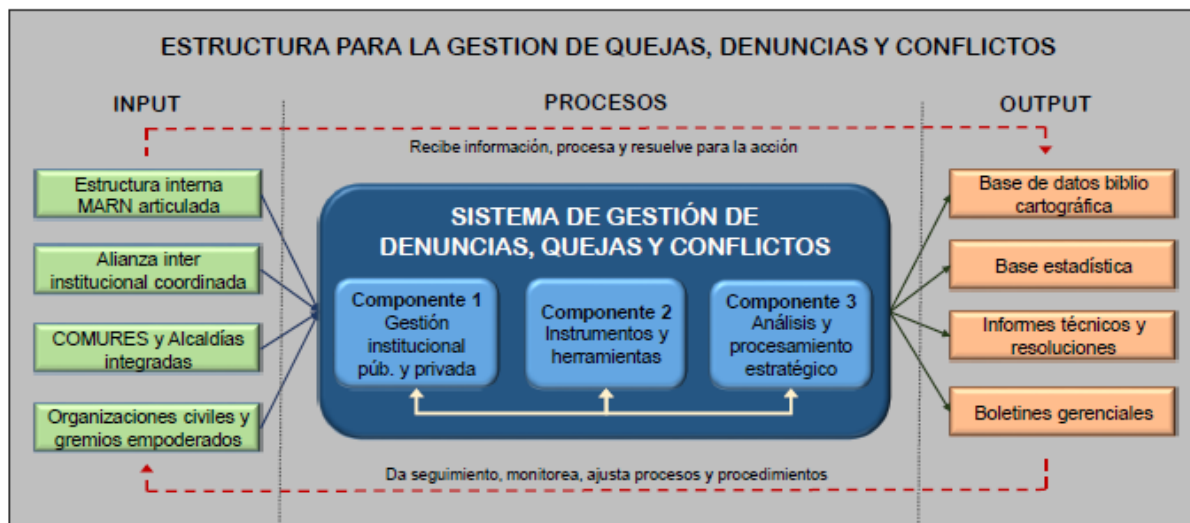 ESTRUCTURA PARA LA GESTION DE QUEJAS, DENUNCIAS Y CONFLICTOS
INPUT
PROCESOS
OUTPUT
Recibe información, procesa y resuelve para la acción
Estructura interna
MARN articulada
Alianza inter
institucional coordinada
COMURES y Alcaldías
integradas
Organizaciones civiles y
gremios empoderados
SISTEMA DE GESTIÓN DE
DENUNCIAS, QUEJAS Y CONFLICTOS
Componente 1
Gestión
institucional
púb. y privada
Componente 2
Instrumentos y
herramientas
Componente 3
Análisis y
procesamiento
estratégico
Base de datos biblio
cartográfica
Base estadística
Informes técnicos y
resoluciones
Boletines gerenciales
Da seguimiento, monitorea, ajusta procesos y procedimientos